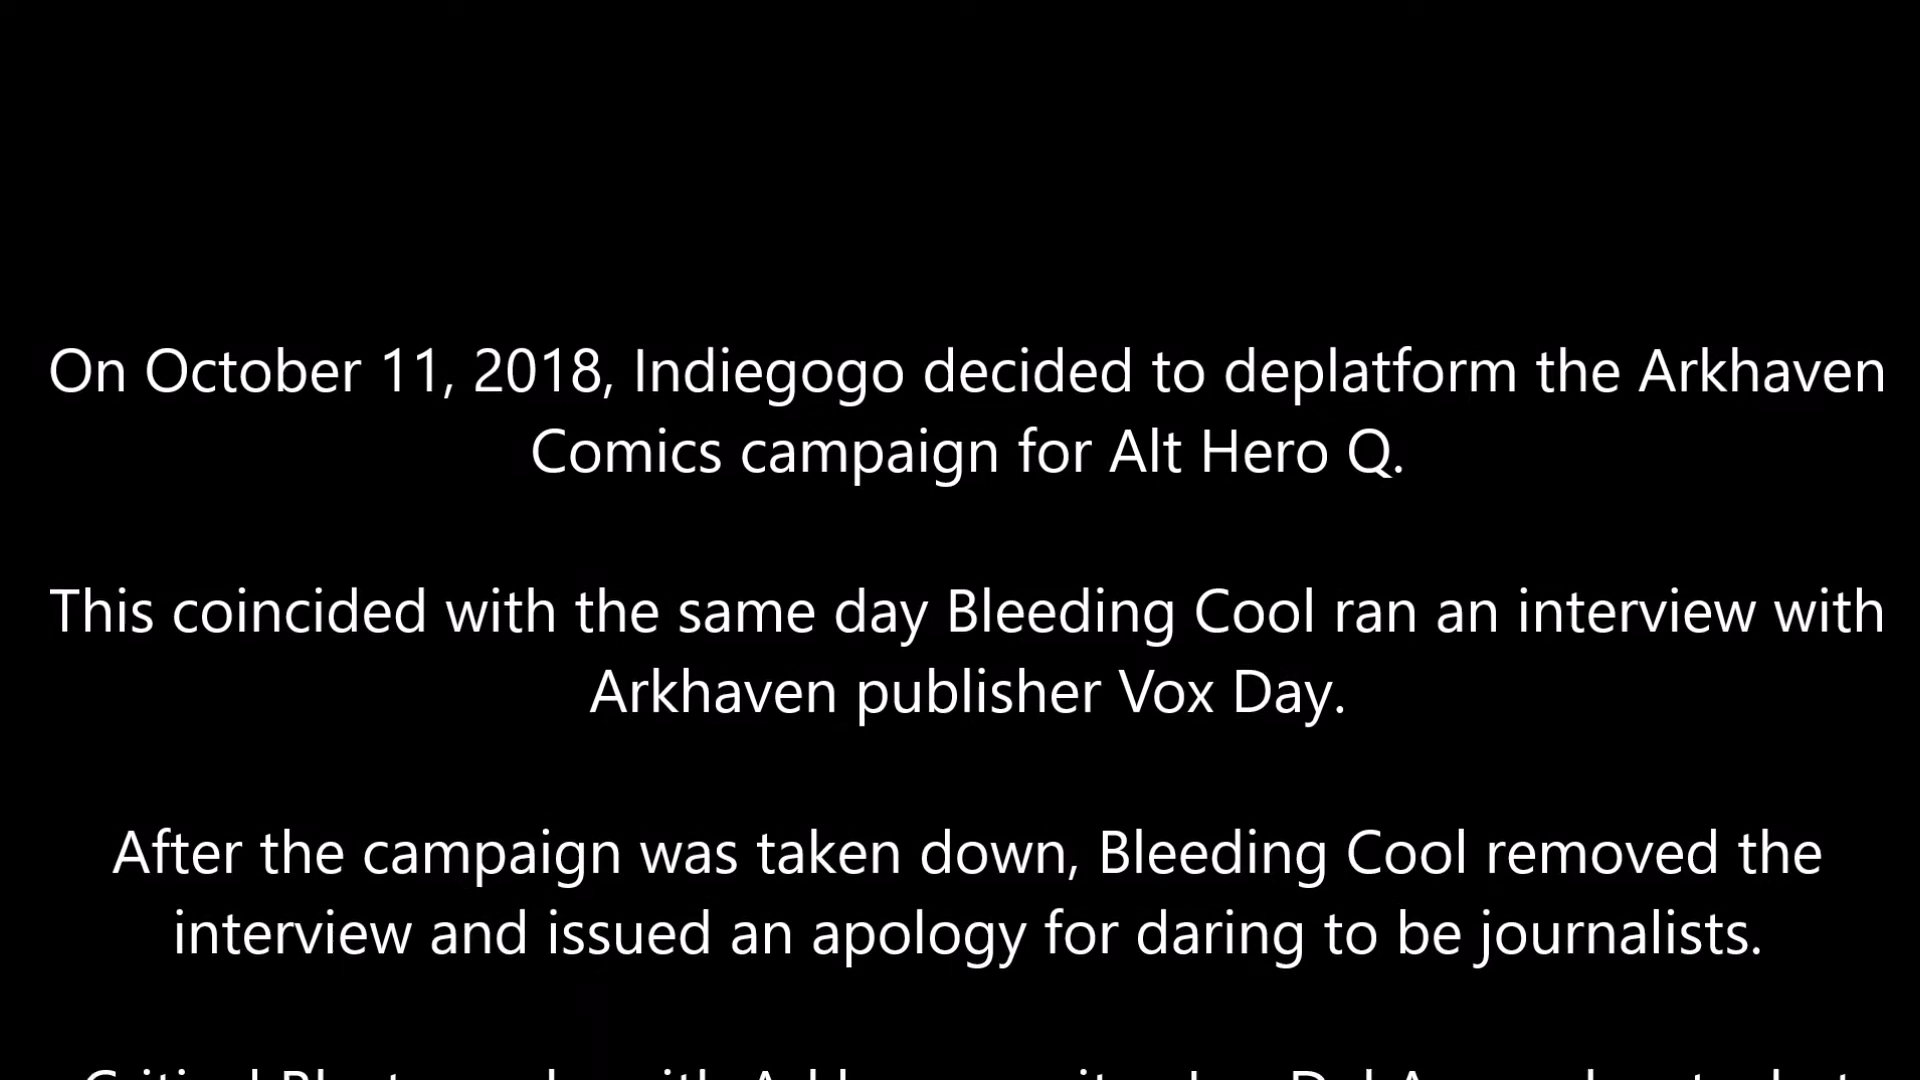 On October 11, 2018, Indiegogo decided to deplatform the Arkhaven
Comics campaign for Alt Hero Q.
This coincided with the same day Bleeding Cool ran an interview with
Arkhaven publisher Vox Day.
After the campaign was taken down, Bleeding Cool removed the
interview and issued an apology for daring to be journalists.